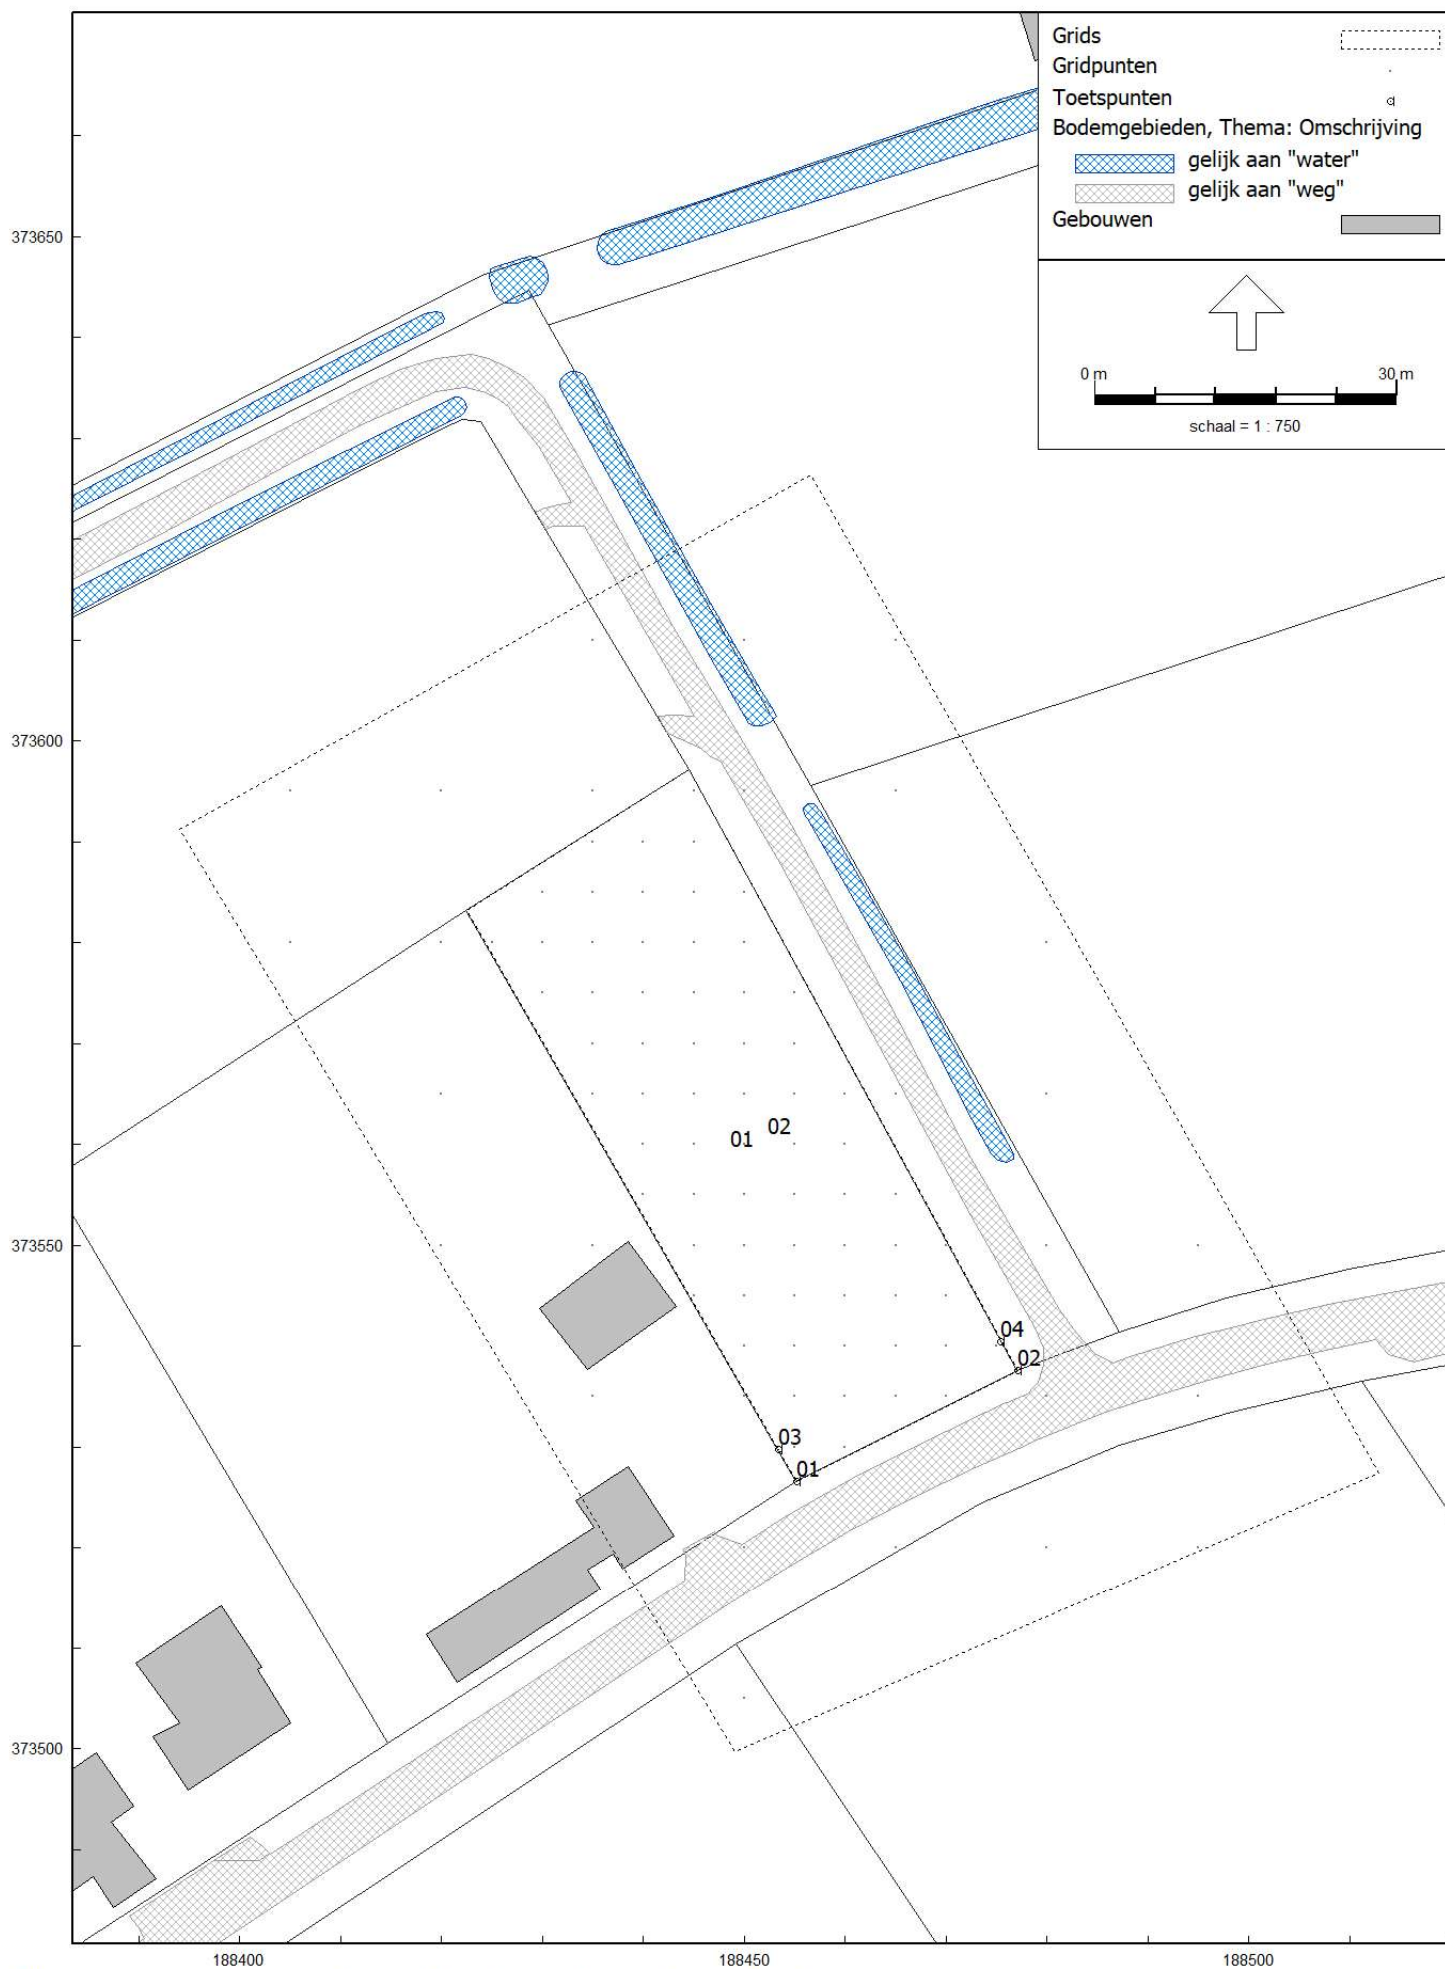 Grids
Gridpunten
Toetspunten
Bodemgebieden, Thema: Omschrijving
gelijk aan "water"
gelijk aan "weg"
Gebouwen
0 m 30 m
schaal = 1 : 750
373650
373600
01 02
373550
04
02
03
01
373500
188400 188450 188500